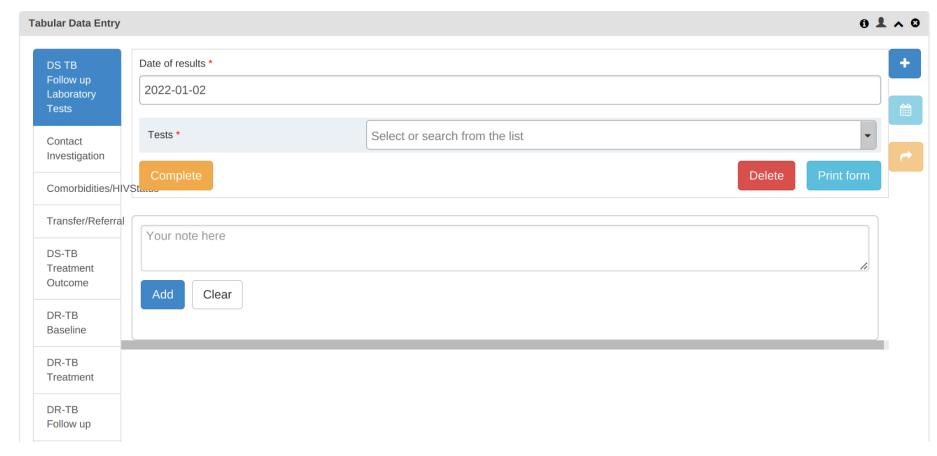 Tabular Data Entry
DS TB
Follow up
Laboratory
Tests
Contact
Investigation
Comorbidities/HIVStatus
Transfer/Referral
DS-TB
Treatment
Outcome
DR-TB
Baseline
DR-TB
Treatment
DR-TB
Follow up
Date of results *
2022-01-02
Tests *
Select or search from the list
Complete
Delete
Print form
Your note here
Add
Clear